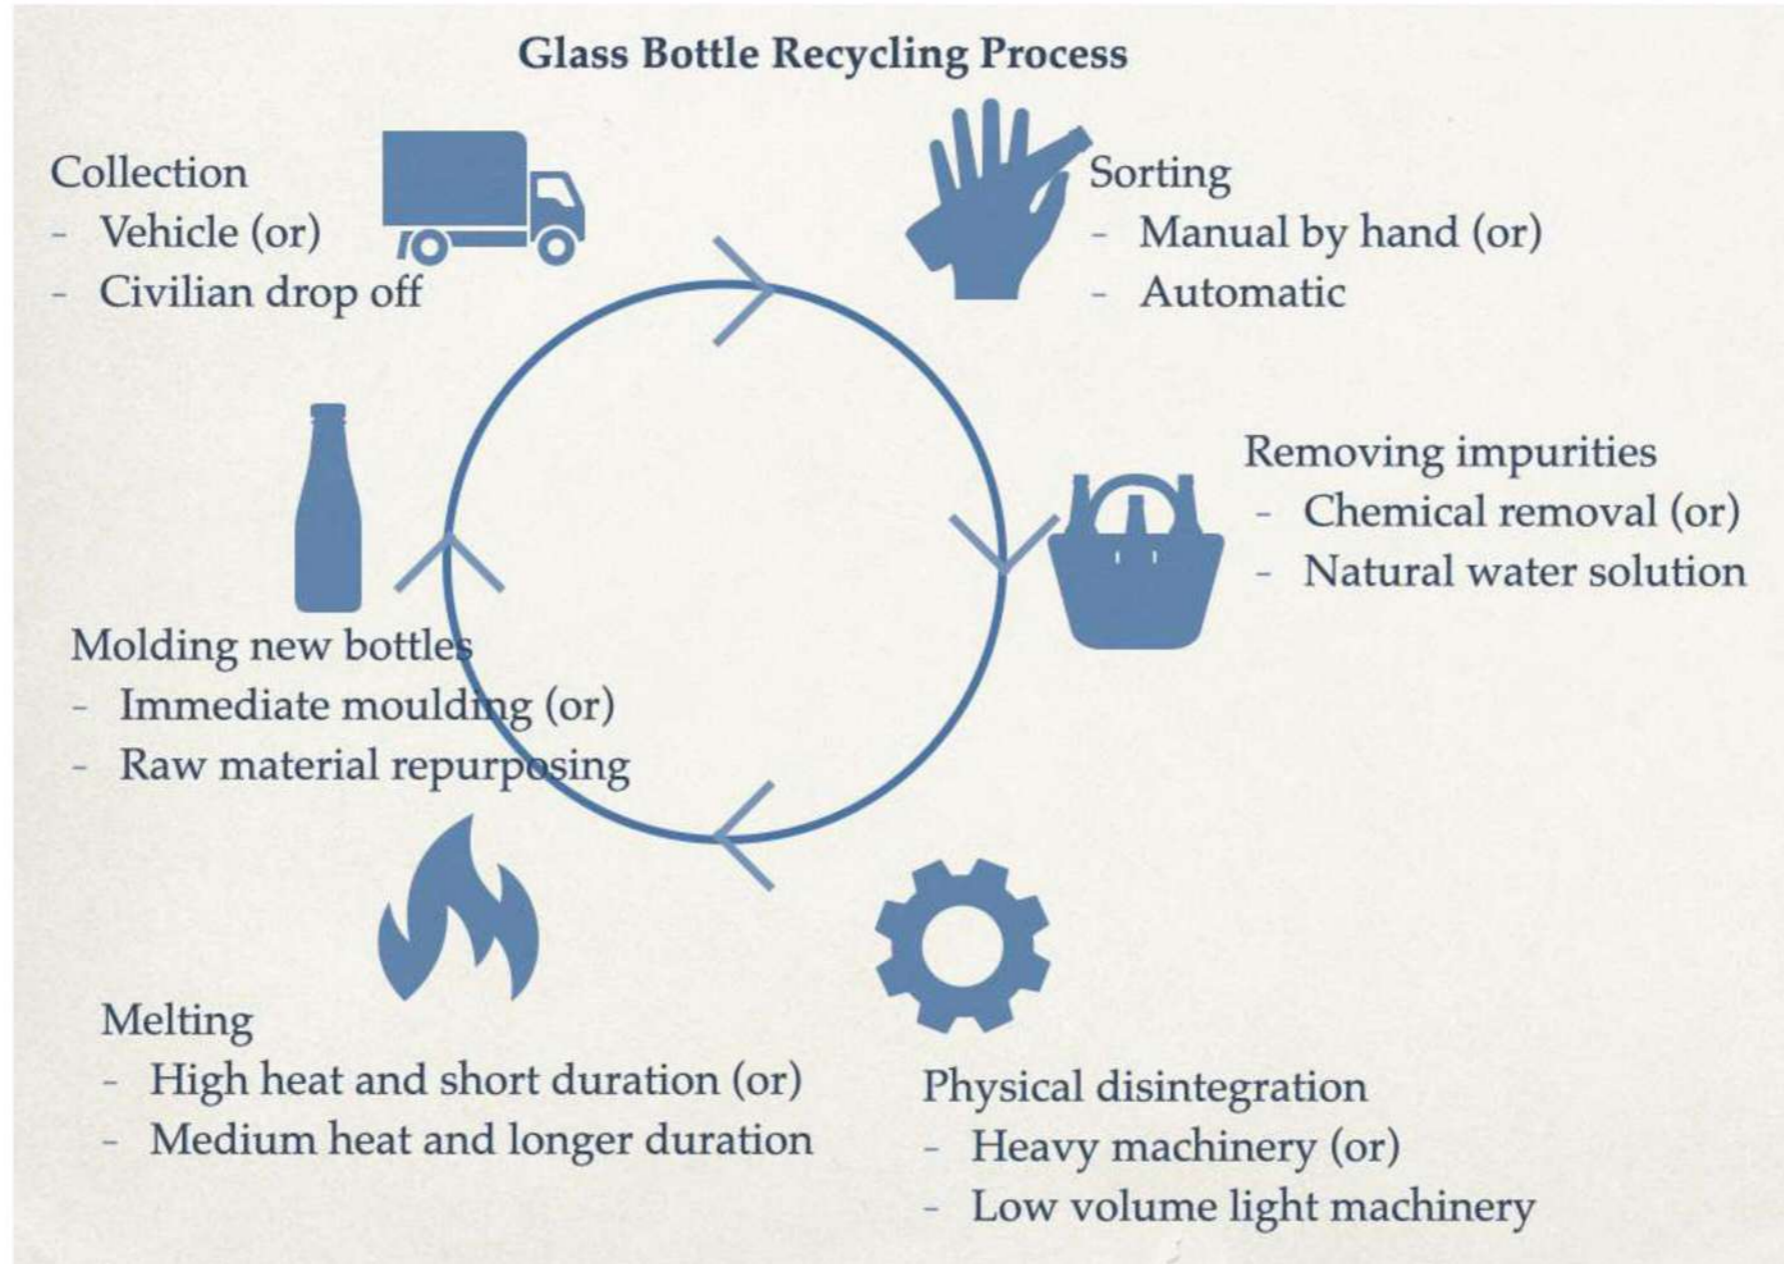 Glass Bottle Recycling Process
Collection
- Vehicle (or)
- Civilian drop off
Sorting
- Manual by hand (or)
- Automatic
Removing impurities
- Chemical removal (or)
- Natural water solution
Physical disintegration
- Heavy machinery (or)
- Low volume light machinery
Melting
- High heat and short duration (or)
- Medium heat and longer duration
Molding new bottles
- Immediate moulding (or)
- Raw material repurposing